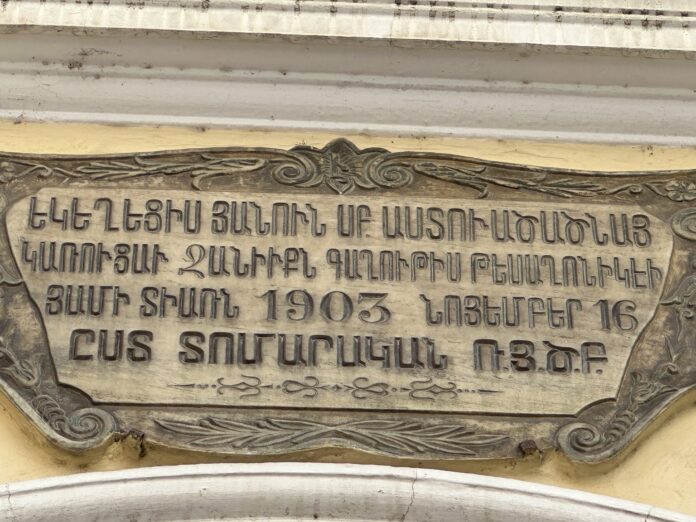 ԵԿԵՂԵՑԻՍ ՅԱՆՈՒՆ ՍԲ. ԱՍՏՈՒԱԾԱԾՆԱՅ
ԿԱՌՈՒՑԱՒ ՋԱՆԻՒՔՆ ԳԱՂՈՒԹԻՍ ԹԵՍԱՂՈՆԻԿԷԻ
ՅԱՄԻ ՏԵԱՌՆ 1903 ՆՈՅԵՄԲԵՐ 16
ԸՍՏ ՏՈՄԱՐԱԿԱՆ Ռ.Յ.Ծ.Բ.